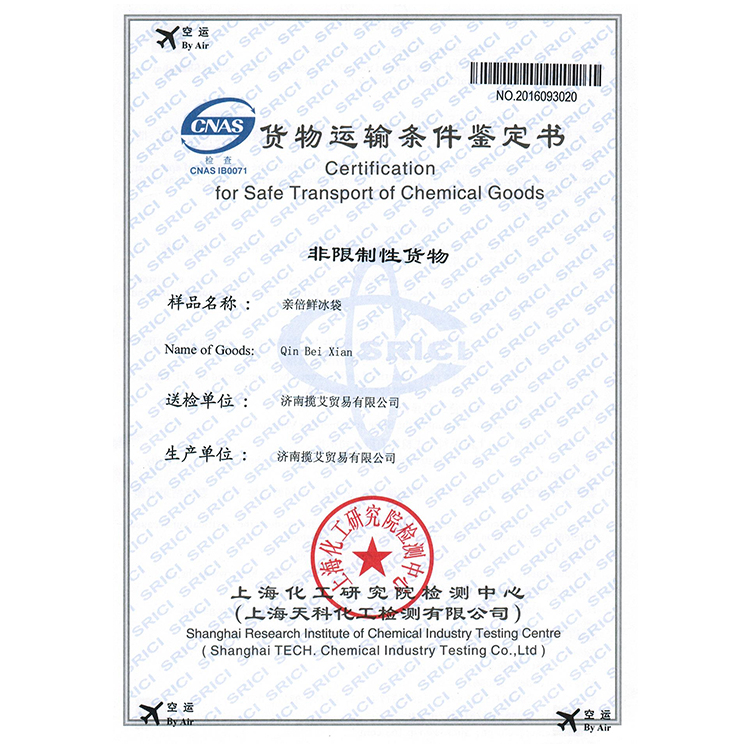 空运
By Air
NO.2016093020
CNAS
检查
CNAS IB0071
货物运输条件鉴定书
Certification
for Safe Transport of Chemical Goods
非限制性货物
样品名称： 亲倍鲜冰袋
SRICI
Name of Goods: Qin Bei Xian
送检单位： 济南揽艾贸易有限公司
生产单位： 济南揽艾贸易有限公司
上海化工研究院检测中心
上海化工研究院检测中心
(上海天科化工检测有限公司)
Shanghai Research Institute of Chemical Industry Testing Centre
( Shanghai TECH. Chemical Industry Testing Co.,Ltd )
空运
By Air
空运
By Air